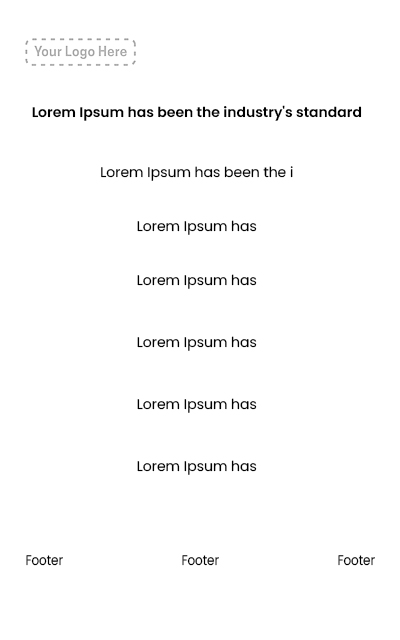 Your Logo Here
Lorem Ipsum has been the industry's standard
Lorem Ipsum has been the i
Lorem Ipsum has
Lorem Ipsum has
Lorem Ipsum has
Lorem Ipsum has
Lorem Ipsum has
Footer Footer Footer